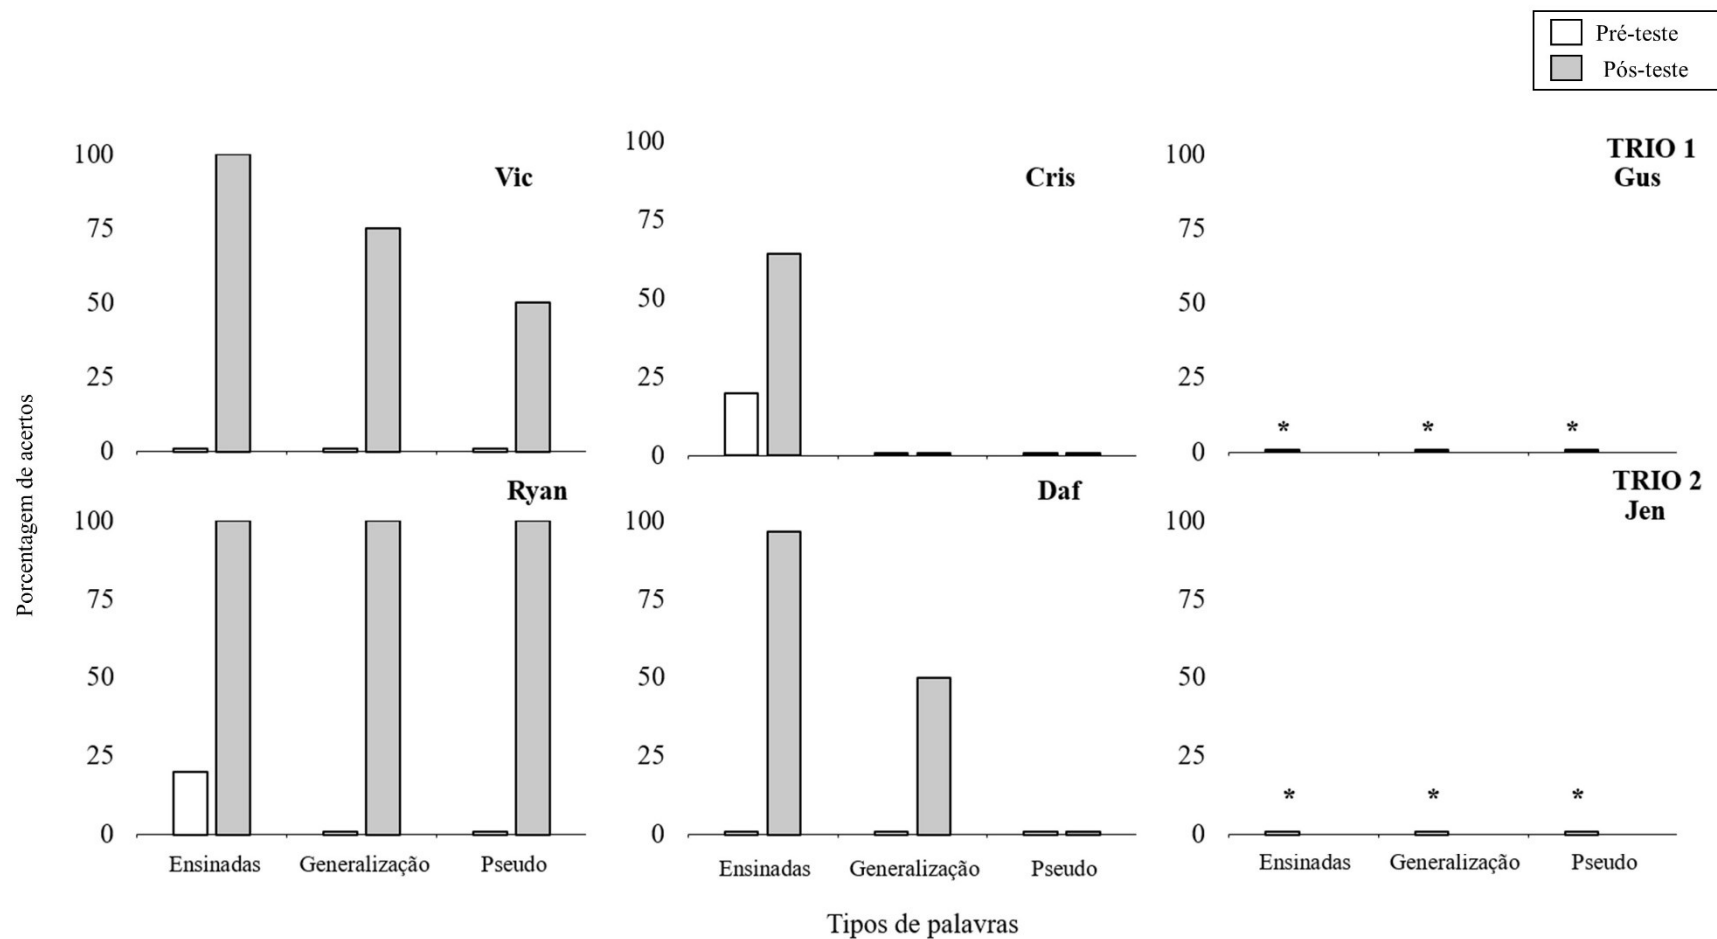 Pré-teste
Pós-teste
Porcentagem de acertos
100
75
50
25
0
Vic
100
75
50
25
0
Cris
100
75
50
25
0
TRIO 1
Gus
*
*
*
100
75
50
25
0
Ryan
Ensinadas
Generalização
Pseudo
100
75
50
25
0
Daf
Ensinadas
Generalização
Pseudo
100
75
50
25
0
TRIO 2
Jen
*
*
*
Ensinadas
Generalização
Pseudo
Tipos de palavras